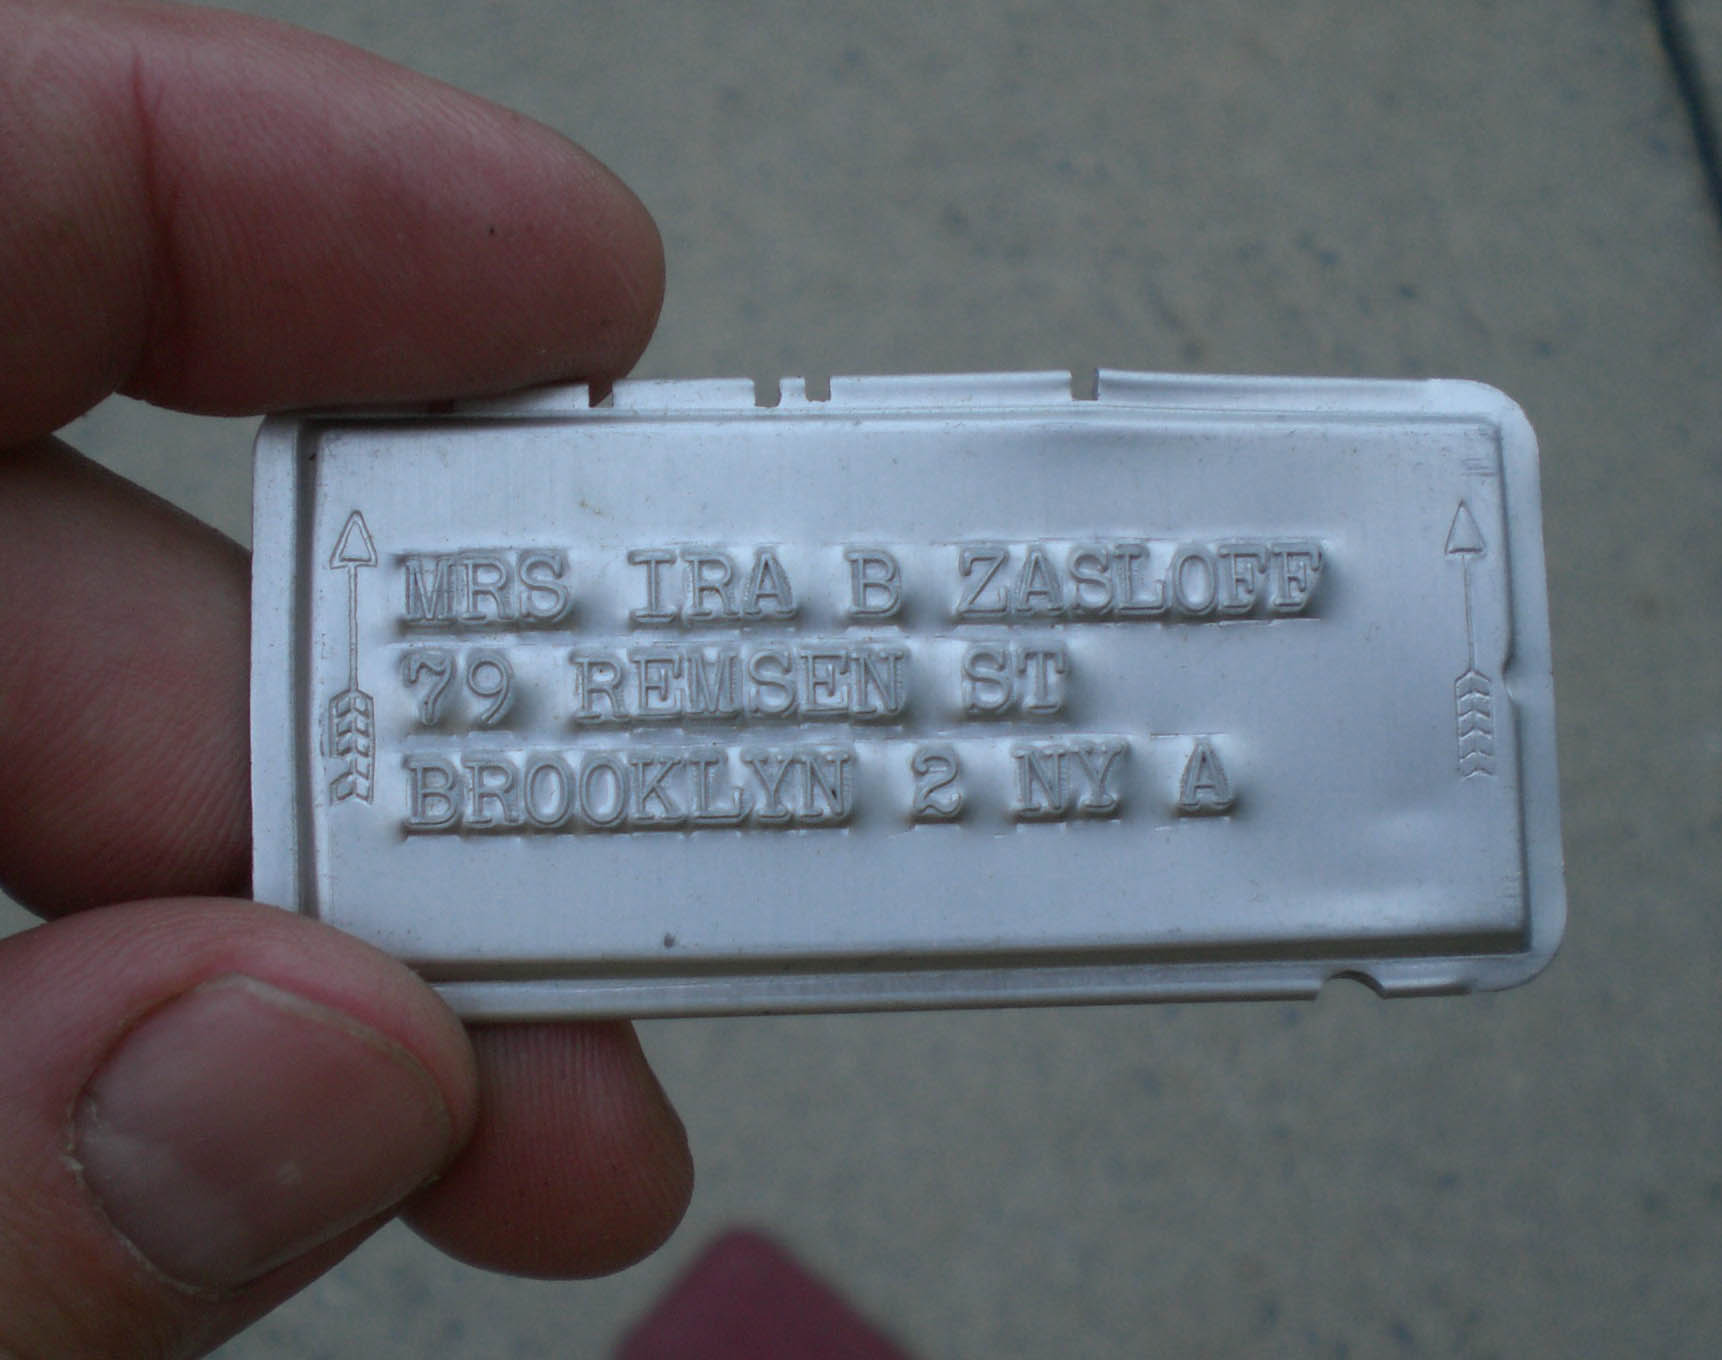 MRS IRA B ZASLOFF
79 REMSEN ST
BROOKLYN 2 NY A